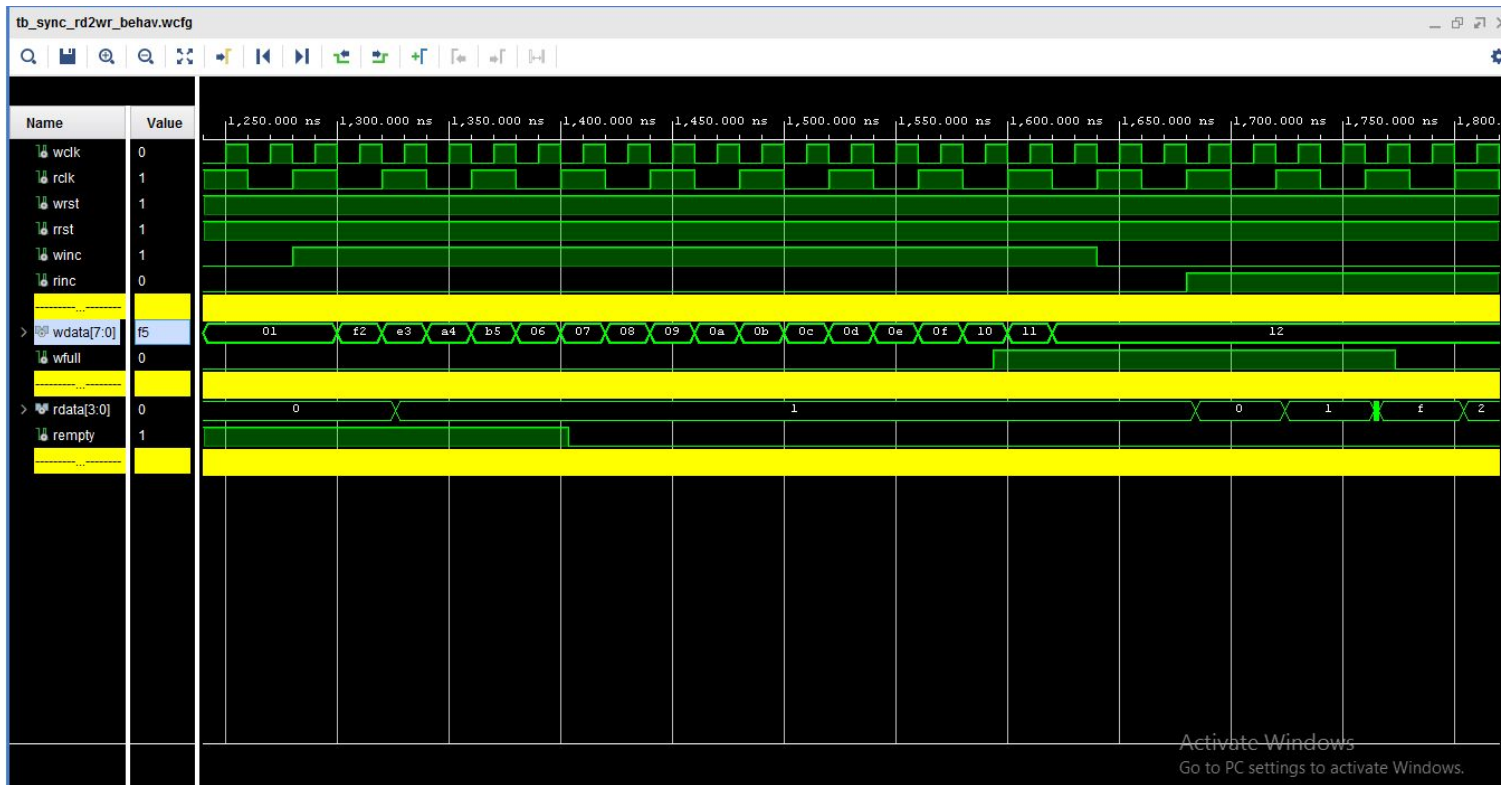 tb_sync_rd2wr_behav.wcfg
Name Value 1,250.000 ns 1,300.000 ns 1,350.000 ns 1,400.000 ns 1,450.000 ns 1,500.000 ns 1,550.000 ns 1,600.000 ns 1,650.000 ns 1,700.000 ns 1,750.000 ns 1,800.
wclk 0
rclk 1
wrst 1
rrst 1
winc 1
rinc 0
---------...--------
wdata[7:0] f5 01 f2 e3 a4 b5 06 07 08 09 0a 0b 0c 0d 0e 0f 10 11 12
wfull 0
---------...--------
rdata[3:0] 0 0 1 0 1 f 2
rempty 1
---------...--------
Activate Windows
Go to PC settings to activate Windows.